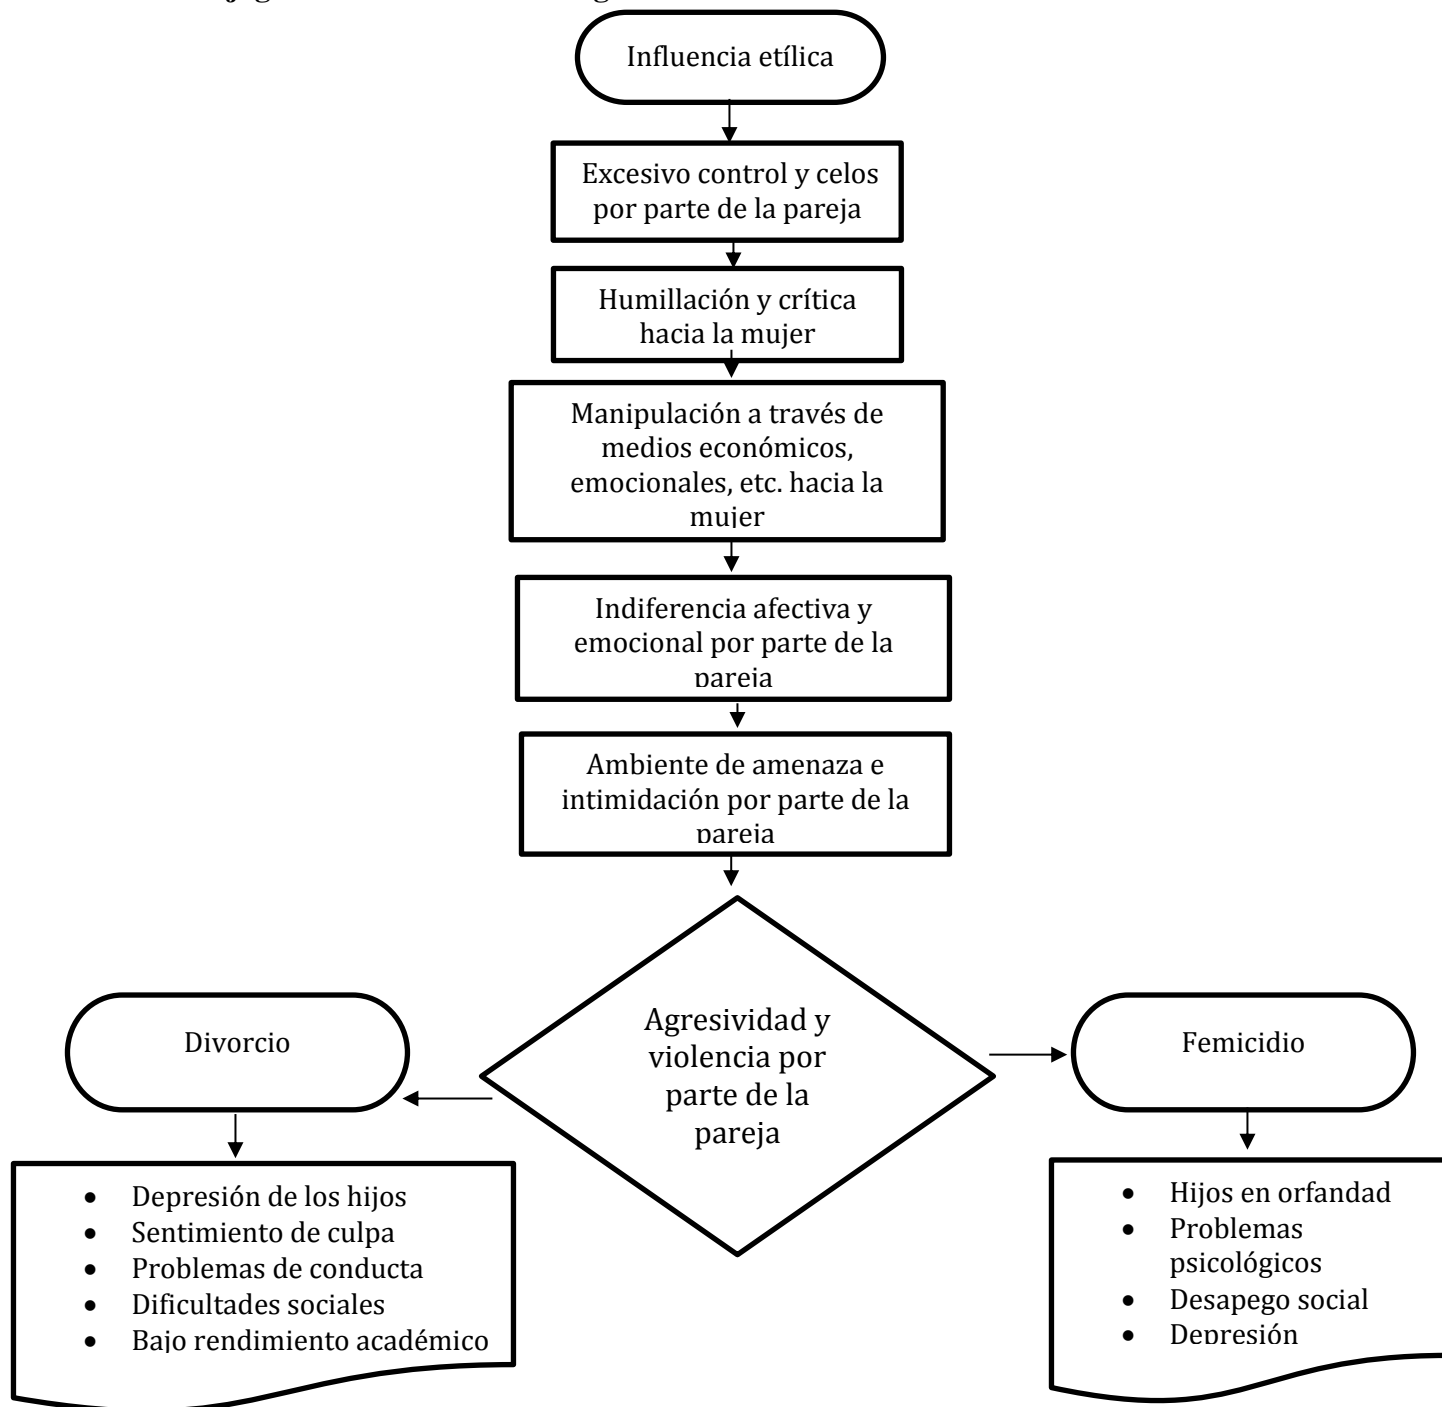 Influencia etílica
Excesivo control y celos
por parte de la pareja
Humillación y crítica
hacia la mujer
Manipulación a través de
medios económicos,
emocionales, etc. hacia la
mujer
Indiferencia afectiva y
emocional por parte de la
pareja
Ambiente de amenaza e
intimidación por parte de la
pareja
Agresividad y
violencia por
parte de la
pareja
Divorcio
• Depresión de los hijos
• Sentimiento de culpa
• Problemas de conducta
• Dificultades sociales
• Bajo rendimiento académico
Femicidio
• Hijos en orfandad
• Problemas
psicológicos
• Desapego social
• Depresión